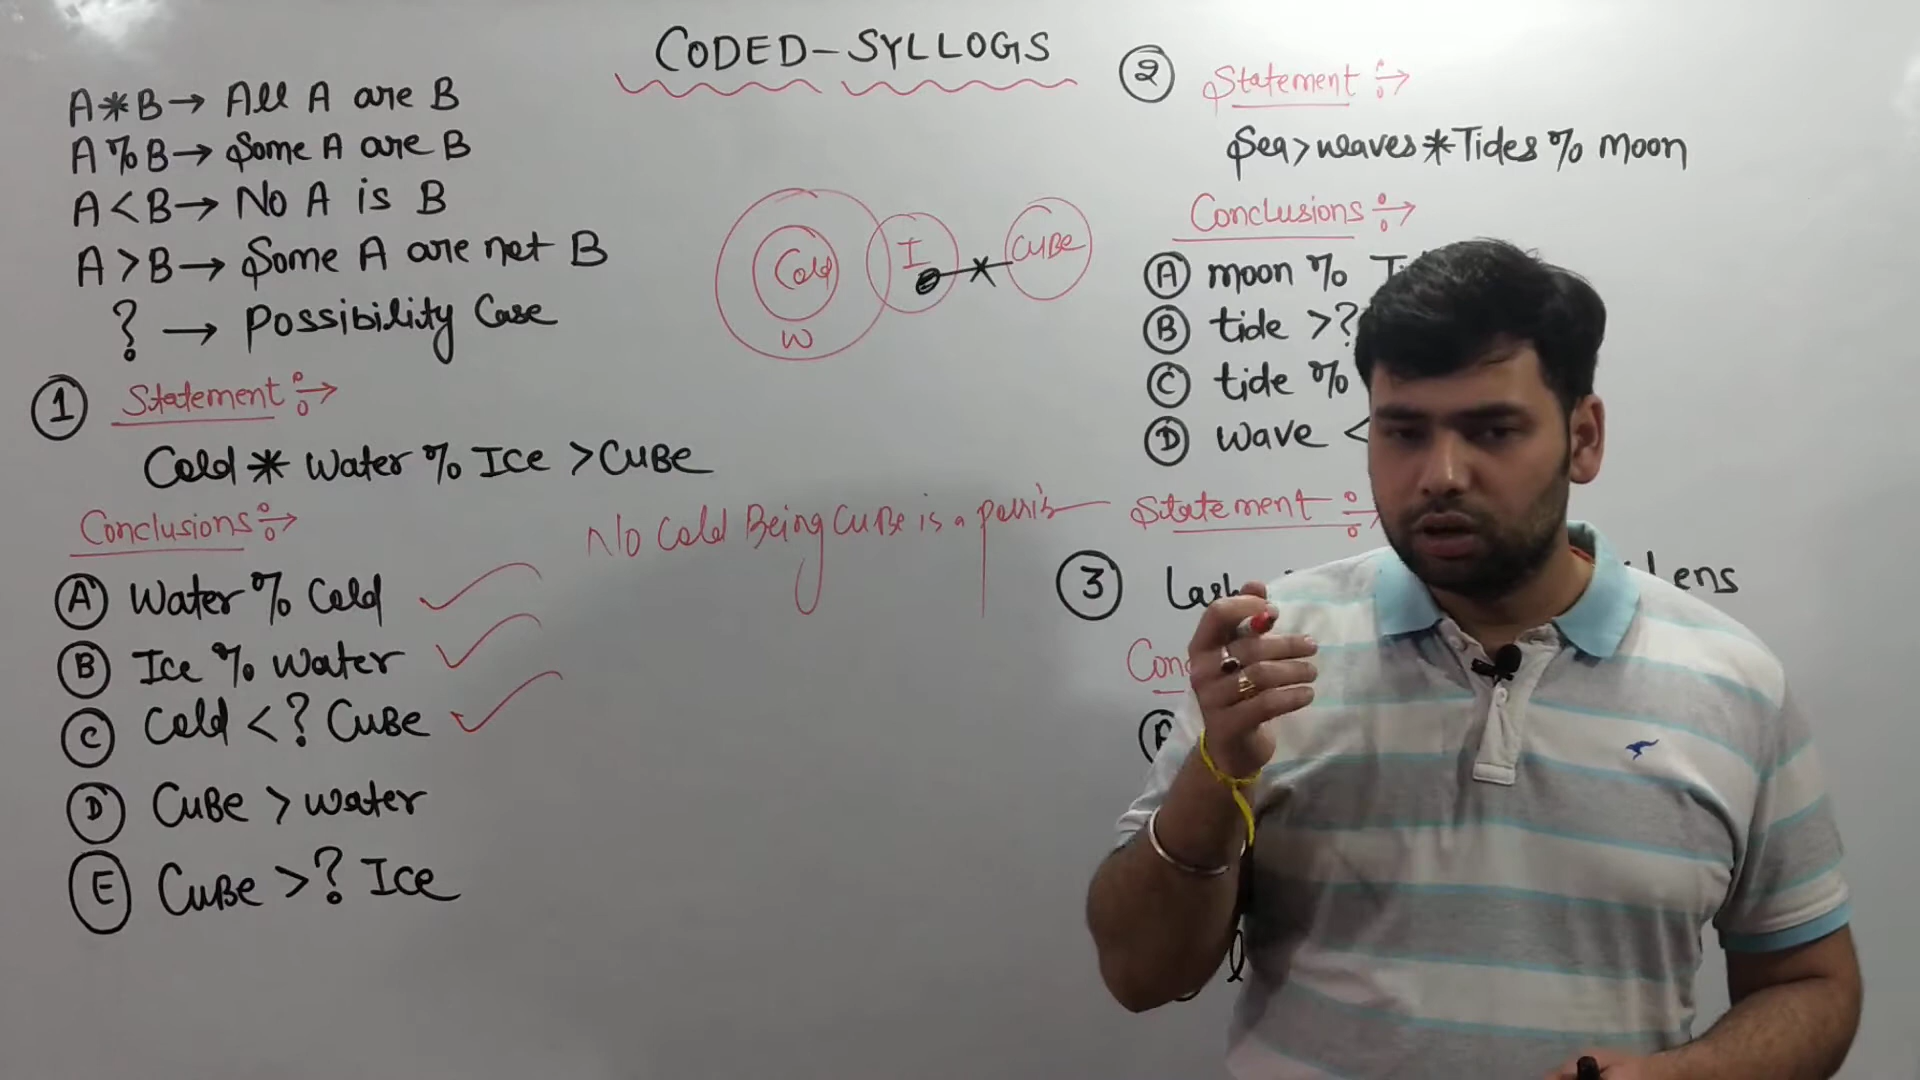 CODED-SYLLOGS
A*B→ All A are B
A%B→ Some A are B
A<B→ No A is B
A>B→ Some A are not B
? → Possibility Case
Cold
W
I
CUBE
① Statement
Cold * Water % Ice > CuBe
Conclusions
No Cold Being CuBe is a
Ⓐ Water % Cold
Ⓑ Ice % Water
Ⓒ Cold <? CuBe
Ⓓ CuBe > water
Ⓔ CuBe >? Ice
② Statement
Sea>waves*Tides % moon
Conclusions
Ⓐ moon %
Ⓑ tide >?
Ⓒ tide %
Ⓓ wave <
Statement
③ Lens